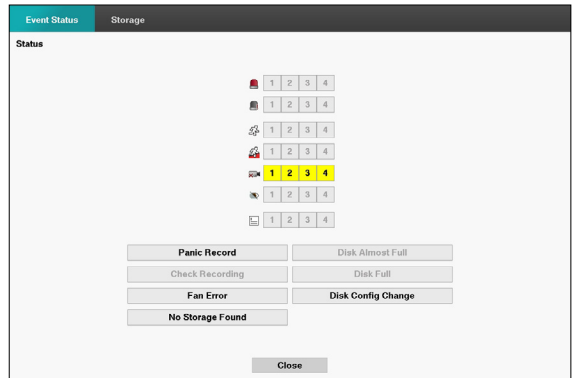 Event Status Storage
Status
1 2 3 4
1 2 3 4
1 2 3 4
1 2 3 4
1 2 3 4
1 2 3 4
1 2 3 4
Panic Record Disk Almost Full
Check Recording Disk Full
Fan Error Disk Config Change
No Storage Found
Close